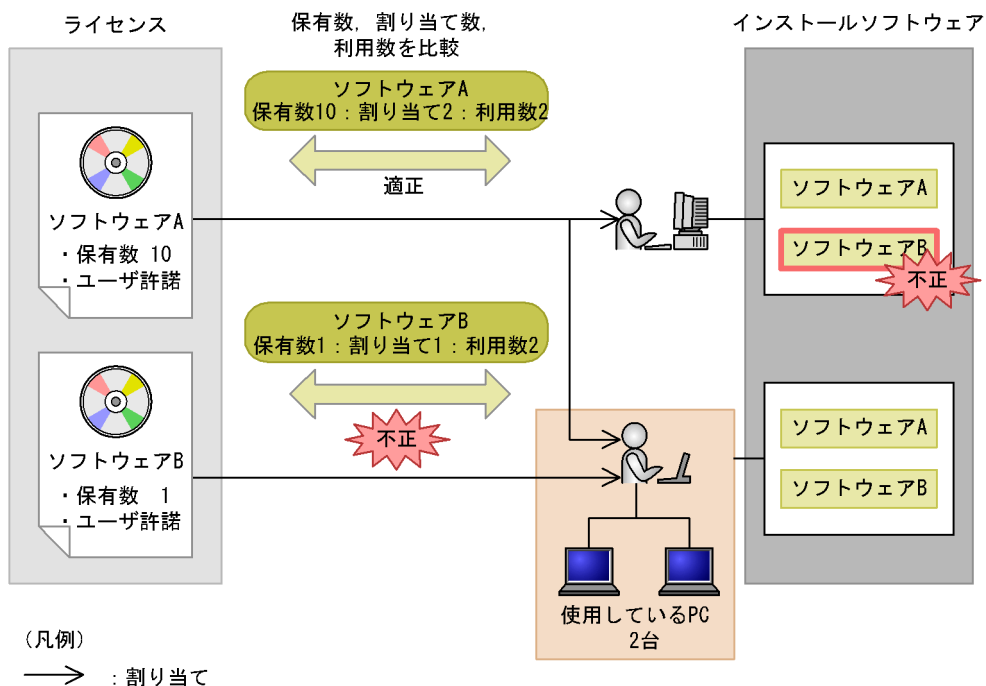 ライセンス
保有数，割り当て数，
利用数を比較
インストールソフトウェア
ソフトウェアA
保有数10：割り当て2：利用数2
適正
ソフトウェアA
・保有数 10
・ユーザ許諾
ソフトウェアA
ソフトウェアB
不正
ソフトウェアB
保有数1：割り当て1：利用数2
不正
ソフトウェアB
・保有数　1
・ユーザ許諾
ソフトウェアA
ソフトウェアB
使用しているPC
2台
（凡例）
：割り当て